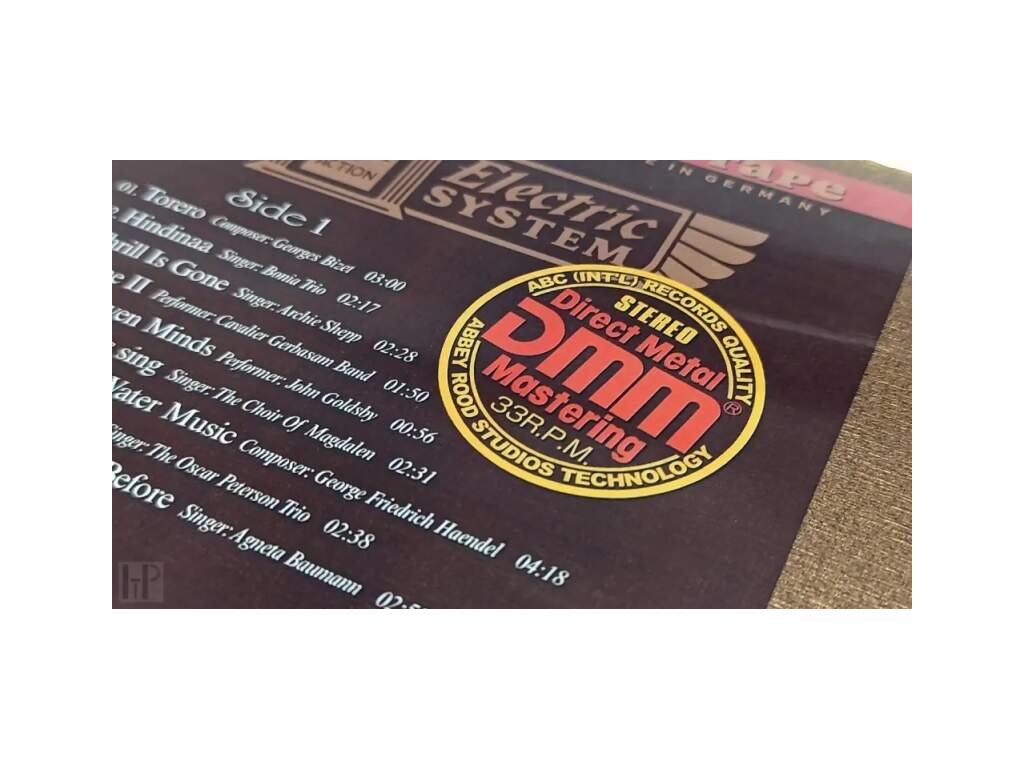 Tape
IN GERMANY
ACTION
Electric
SYSTEM
Side 1
01. Torero Composer: Georges Bizet 03:00
Hindinaa Singer: Bonia Trio 02:17
Is Gone Singer: Archie Shepp 02:28
II Performer: Cavalier Gerbasam Band 01:50
Minds Performer: John Goldsby 00:56
sing Singer: The Choir Of Magdalen 02:31
Water Music Composer: George Friedrich Haendel 04:18
Singer: The Oscar Peterson Trio 02:38
Before Singer: Agneta Baumann
ABC (INT'L) RECORDS QUALITY
STEREO
Direct Metal
DMM®
Mastering
33R.P.M.
ABBEY ROOD STUDIOS TECHNOLOGY